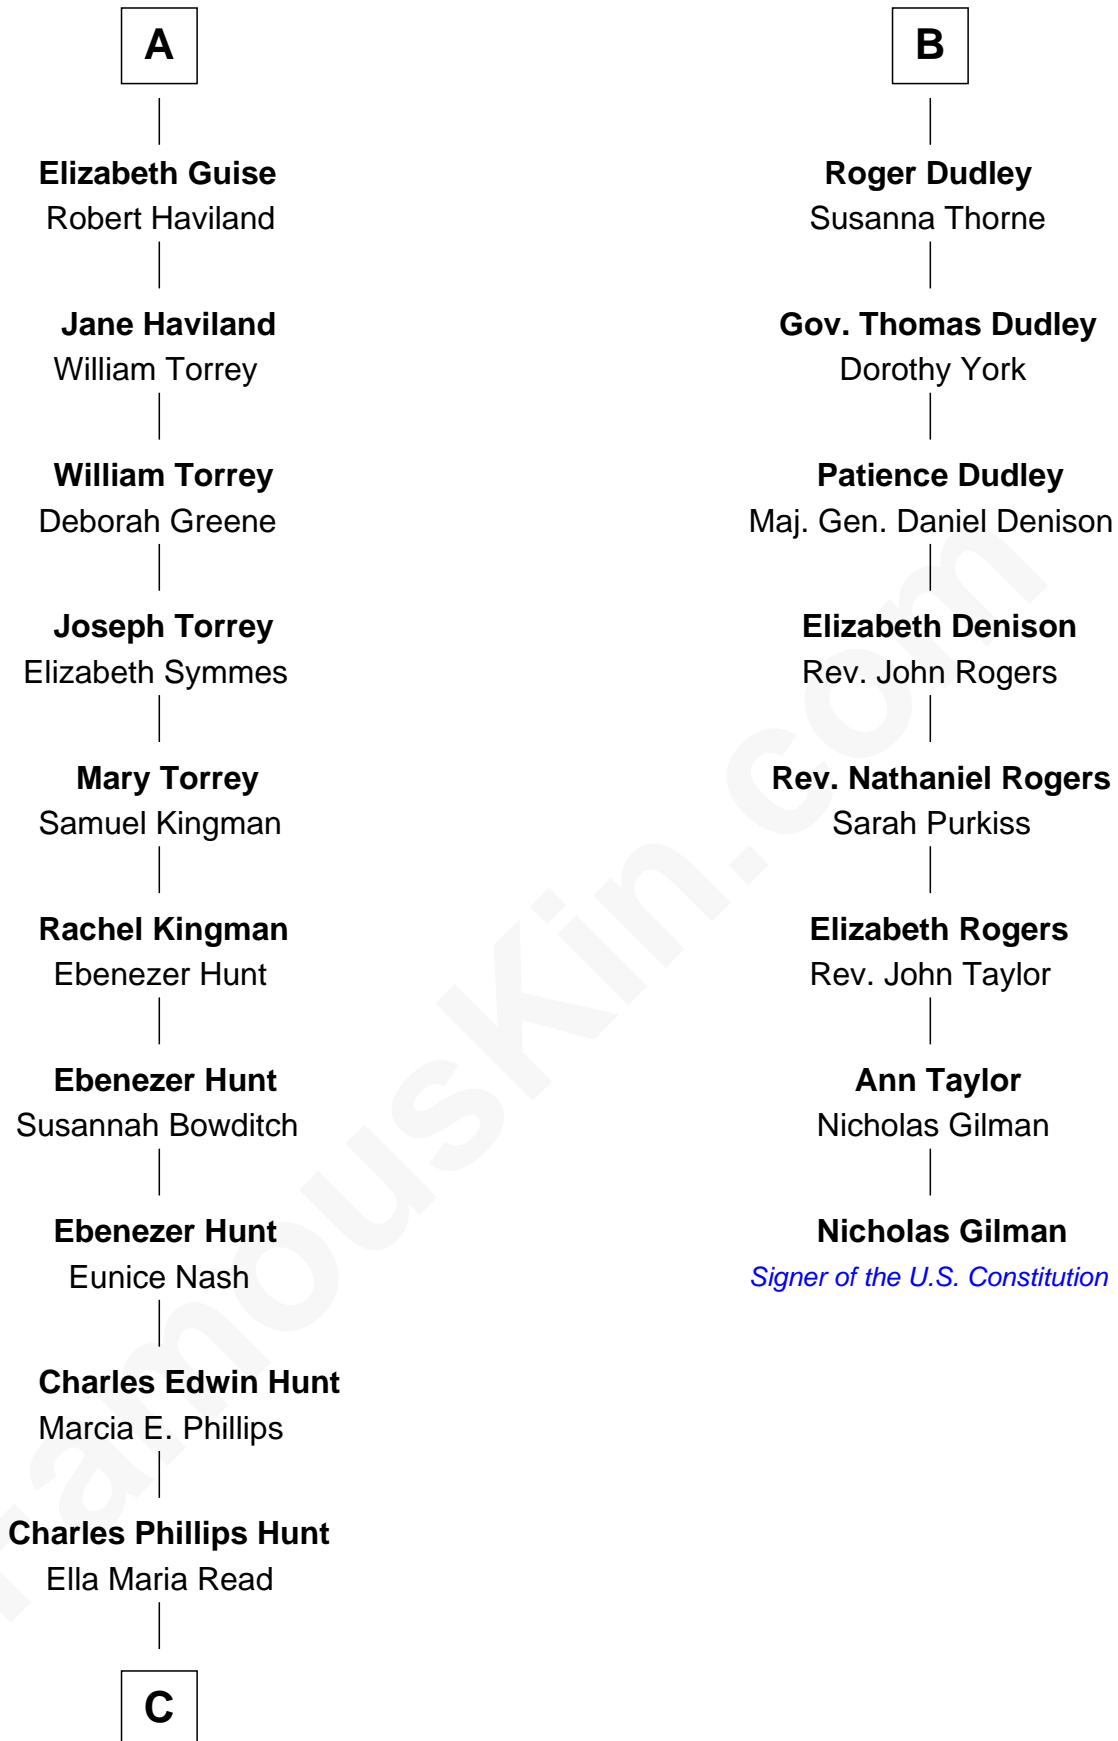 A
Elizabeth Guise
Robert Haviland
Jane Haviland
William Torrey
William Torrey
Deborah Greene
Joseph Torrey
Elizabeth Symmes
Mary Torrey
Samuel Kingman
Rachel Kingman
Ebenezer Hunt
Ebenezer Hunt
Susannah Bowditch
Ebenezer Hunt
Eunice Nash
Charles Edwin Hunt
Marcia E. Phillips
Charles Phillips Hunt
Ella Maria Read
C
B
Roger Dudley
Susanna Thorne
Gov. Thomas Dudley
Dorothy York
Patience Dudley
Maj. Gen. Daniel Denison
Elizabeth Denison
Rev. John Rogers
Rev. Nathaniel Rogers
Sarah Purkiss
Elizabeth Rogers
Rev. John Taylor
Ann Taylor
Nicholas Gilman
Nicholas Gilman
Signer of the U.S. Constitution
FamousKin.com